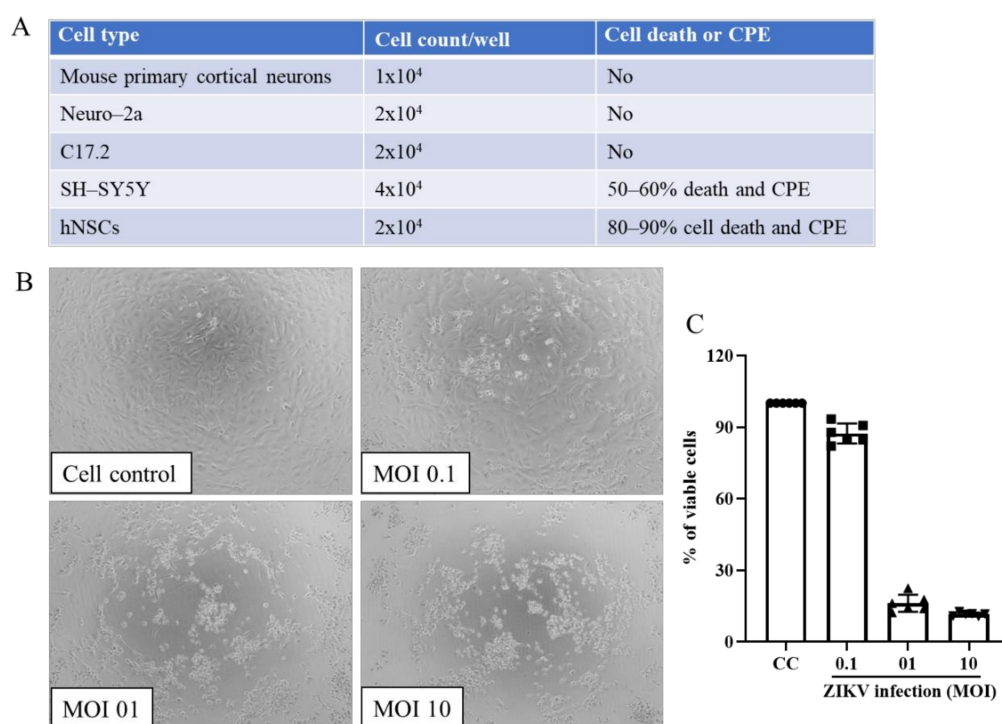 A
Cell type Cell count/well Cell death or CPE
Mouse primary cortical neurons 1x10⁴ No
Neuro–2a 2x10⁴ No
C17.2 2x10⁴ No
SH–SY5Y 4x10⁴ 50–60% death and CPE
hNSCs 2x10⁴ 80–90% cell death and CPE
B
Cell control
MOI 0.1
MOI 01
MOI 10
C
% of viable cells
120
90
60
30
0
CC 0.1 01 10
ZIKV infection (MOI)